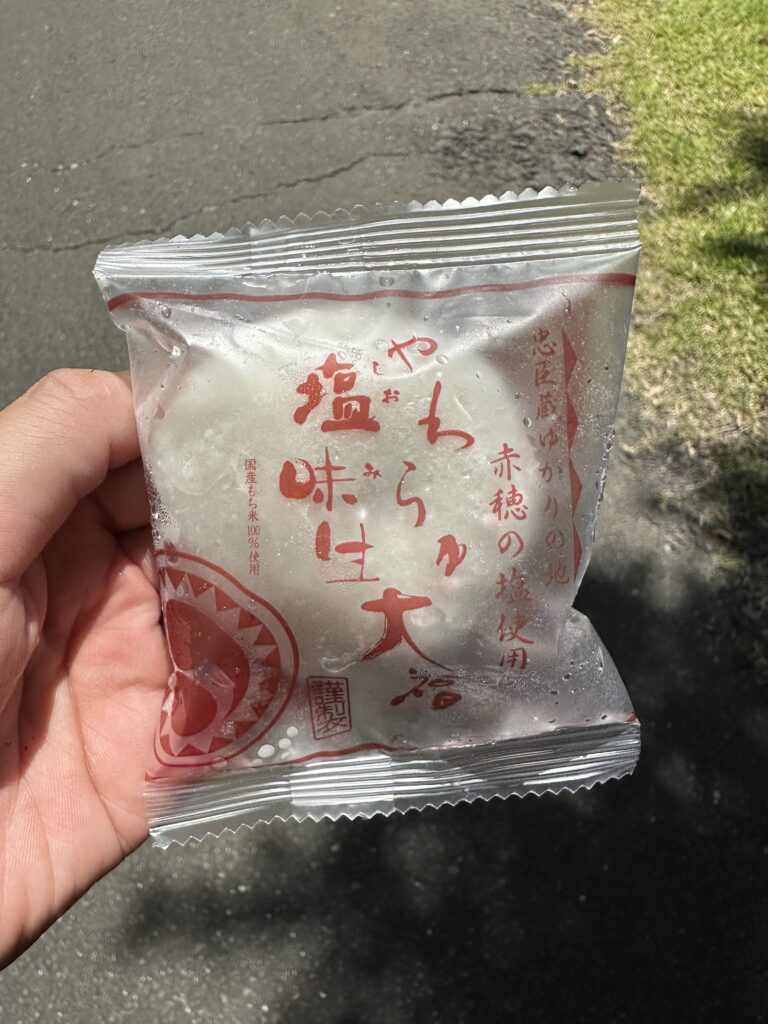 忠臣蔵ゆかりの地
赤穂の塩使用
やわらか
塩味生大福
しお
み
国産もち米100%使用
謹製